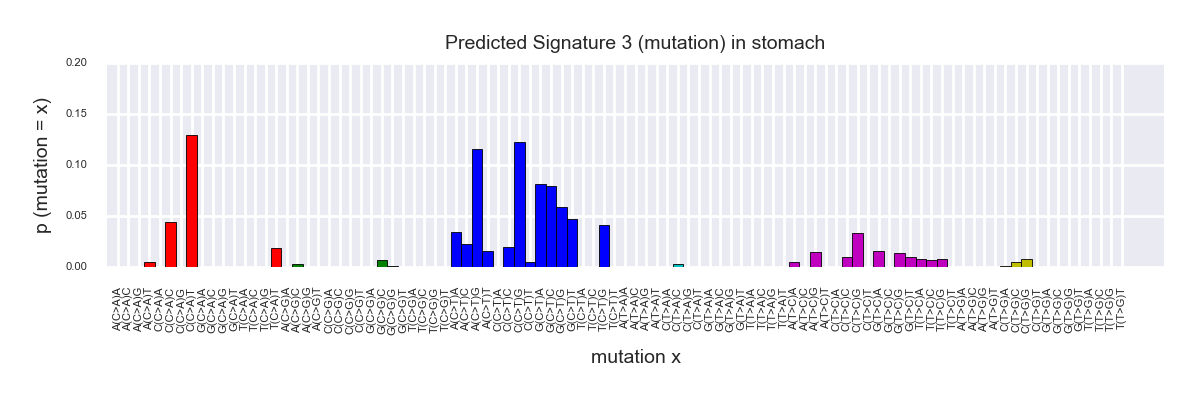 Predicted Signature 3 (mutation) in stomach
p (mutation = x)
0.20
0.15
0.10
0.05
0.00
A(C>A)A
A(C>A)C
A(C>A)G
A(C>A)T
C(C>A)A
C(C>A)C
C(C>A)G
C(C>A)T
G(C>A)A
G(C>A)C
G(C>A)G
G(C>A)T
T(C>A)A
T(C>A)C
T(C>A)G
T(C>A)T
A(C>G)A
A(C>G)C
A(C>G)G
A(C>G)T
C(C>G)A
C(C>G)C
C(C>G)G
C(C>G)T
G(C>G)A
G(C>G)C
G(C>G)G
G(C>G)T
T(C>G)A
T(C>G)C
T(C>G)G
T(C>G)T
A(C>T)A
A(C>T)C
A(C>T)G
A(C>T)T
C(C>T)A
C(C>T)C
C(C>T)G
C(C>T)T
G(C>T)A
G(C>T)C
G(C>T)G
G(C>T)T
T(C>T)A
T(C>T)C
T(C>T)G
T(C>T)T
A(T>A)A
A(T>A)C
A(T>A)G
A(T>A)T
C(T>A)A
C(T>A)C
C(T>A)G
C(T>A)T
G(T>A)A
G(T>A)C
G(T>A)G
G(T>A)T
T(T>A)A
T(T>A)C
T(T>A)G
T(T>A)T
A(T>C)A
A(T>C)C
A(T>C)G
A(T>C)T
C(T>C)A
C(T>C)C
C(T>C)G
C(T>C)T
G(T>C)A
G(T>C)C
G(T>C)G
G(T>C)T
T(T>C)A
T(T>C)C
T(T>C)G
T(T>C)T
A(T>G)A
A(T>G)C
A(T>G)G
A(T>G)T
C(T>G)A
C(T>G)C
C(T>G)G
C(T>G)T
G(T>G)A
G(T>G)C
G(T>G)G
G(T>G)T
T(T>G)A
T(T>G)C
T(T>G)G
T(T>G)T
mutation x